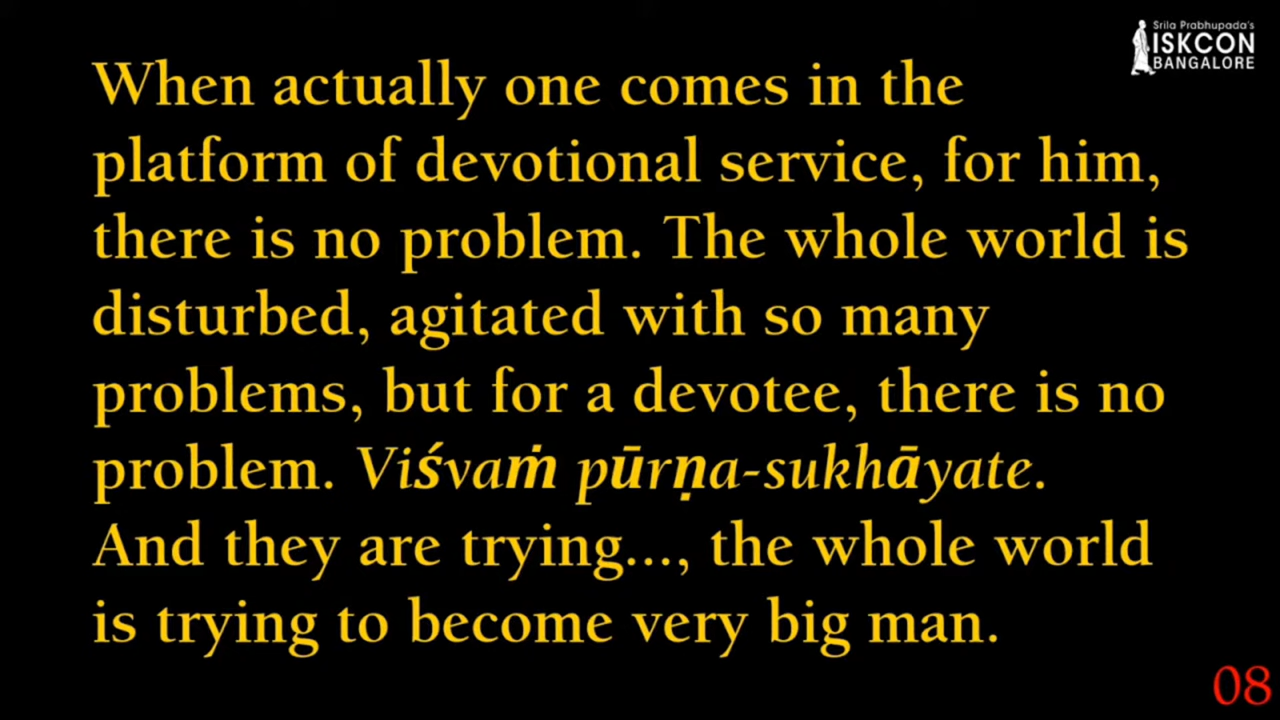 Srila Prabhupada's
ISKCON
BANGALORE
When actually one comes in the
platform of devotional service, for him,
there is no problem. The whole world is
disturbed, agitated with so many
problems, but for a devotee, there is no
problem. Viśvaṁ pūrṇa-sukhāyate.
And they are trying..., the whole world
is trying to become very big man.
08